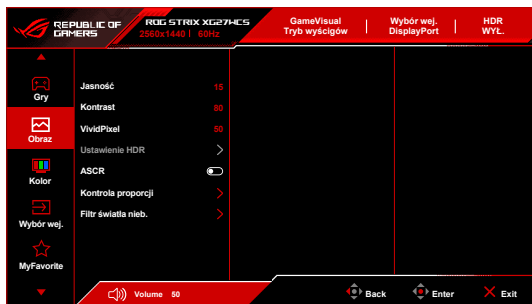 REPUBLIC OF
GAMERS
ROG STRIX XG27WCS
2560x1440 | 60Hz
GameVisual
Tryb wyścigów
Wybór wej.
DisplayPort
HDR
WYŁ.
Gry
Obraz
Kolor
Wybór wej.
MyFavorite
Jasność 15
Kontrast 80
VividPixel 50
Ustawienie HDR
ASCR
Kontrola proporcji
Filtr światła nieb.
Volume 50
Back
Enter
Exit